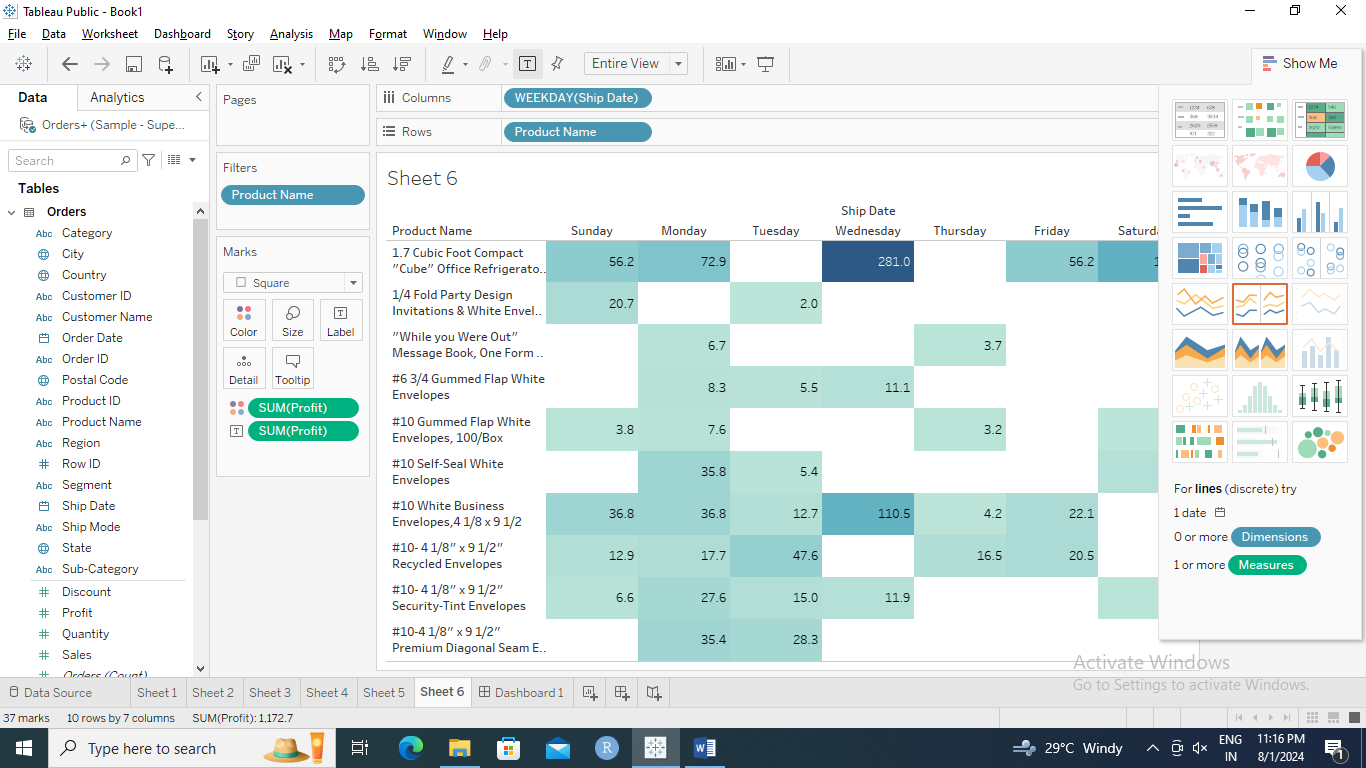 Tableau Public - Book1
File Data Worksheet Dashboard Story Analysis Map Format Window Help
Entire View
Show Me
Data Analytics
Orders+ (Sample - Supe...
Search
Tables
Orders
Abc Category
City
Country
Abc Customer ID
Abc Customer Name
Order Date
Abc Order ID
Postal Code
Abc Product ID
Abc Product Name
Abc Region
Row ID
Abc Segment
Ship Date
Abc Ship Mode
State
Abc Sub-Category
Discount
Profit
Quantity
Sales
Orders (Count)
Pages
Filters
Product Name
Marks
Square
Color Size Label
Detail Tooltip
SUM(Profit)
SUM(Profit)
Columns WEEKDAY(Ship Date)
Rows Product Name
Sheet 6
Ship Date
Product Name Sunday Monday Tuesday Wednesday Thursday Friday Saturd
1.7 Cubic Foot Compact
"Cube" Office Refrigerato.. 56.2 72.9 281.0 56.2 1
1/4 Fold Party Design
Invitations & White Envel.. 20.7 2.0
"While you Were Out"
Message Book, One Form .. 6.7 3.7
#6 3/4 Gummed Flap White
Envelopes 8.3 5.5 11.1
#10 Gummed Flap White
Envelopes, 100/Box 3.8 7.6 3.2
#10 Self-Seal White
Envelopes 35.8 5.4
#10 White Business
Envelopes,4 1/8 x 9 1/2 36.8 36.8 12.7 110.5 4.2 22.1
#10- 4 1/8" x 9 1/2"
Recycled Envelopes 12.9 17.7 47.6 16.5 20.5
#10- 4 1/8" x 9 1/2"
Security-Tint Envelopes 6.6 27.6 15.0 11.9
#10-4 1/8" x 9 1/2"
Premium Diagonal Seam E.. 35.4 28.3
For lines (discrete) try
1 date
0 or more Dimensions
1 or more Measures
Activate Windows
Go to Settings to activate Windows.
Data Source Sheet 1 Sheet 2 Sheet 3 Sheet 4 Sheet 5 Sheet 6 Dashboard 1
37 marks 10 rows by 7 columns SUM(Profit): 1,172.7
Type here to search
29°C Windy
ENG
IN
11:16 PM
8/1/2024
1